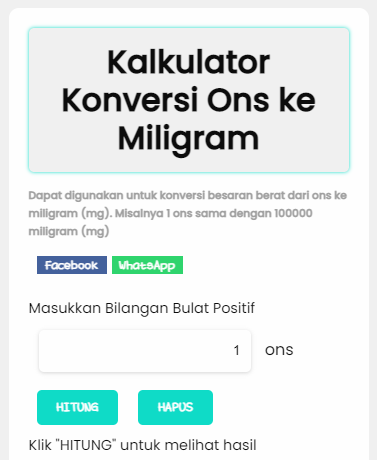 Kalkulator
Konversi Ons ke
Miligram
Dapat digunakan untuk konversi besaran berat dari ons ke
miligram (mg). Misalnya 1 ons sama dengan 100000
miligram (mg)
Facebook WhatsApp
Masukkan Bilangan Bulat Positif
1 ons
HITUNG HAPUS
Klik "HITUNG" untuk melihat hasil